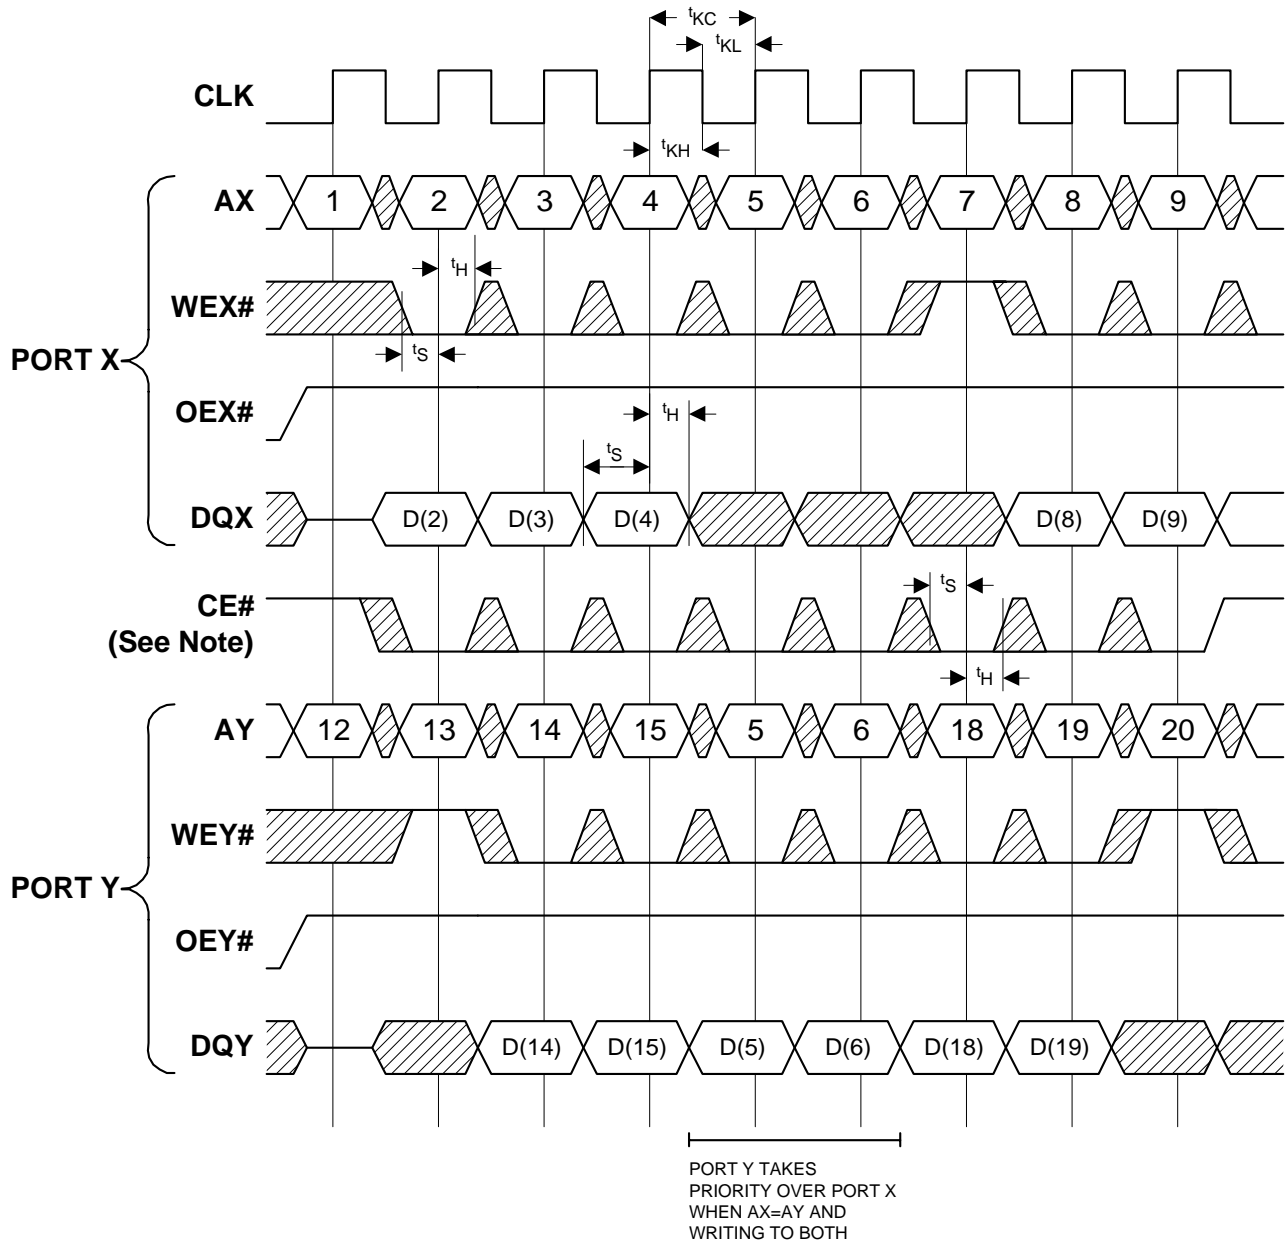 tKC
tKL
CLK
tKH
AX 1 2 3 4 5 6 7 8 9
tH
WEX#
tS
PORT X
OEX#
tH
tS
DQX D(2) D(3) D(4) D(8) D(9)
tS
CE#
(See Note)
tH
AY 12 13 14 15 5 6 18 19 20
WEY#
PORT Y
OEY#
DQY D(14) D(15) D(5) D(6) D(18) D(19)
PORT Y TAKES
PRIORITY OVER PORT X
WHEN AX=AY AND
WRITING TO BOTH